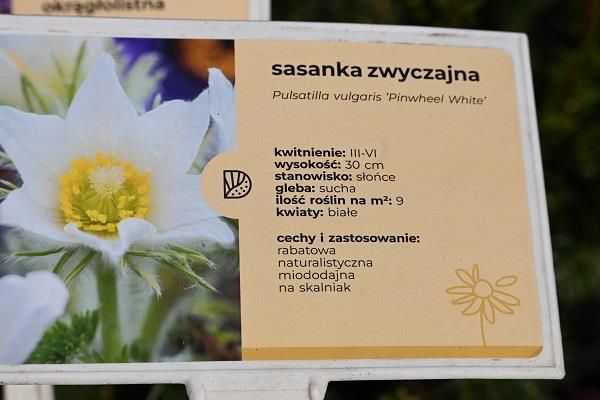 okrągłolistna
sasanka zwyczajna
Pulsatilla vulgaris 'Pinwheel White'
kwitnienie: III-VI
wysokość: 30 cm
stanowisko: słońce
gleba: sucha
ilość roślin na m²: 9
kwiaty: białe
cechy i zastosowanie:
rabatowa
naturalistyczna
miododajna
na skalniak